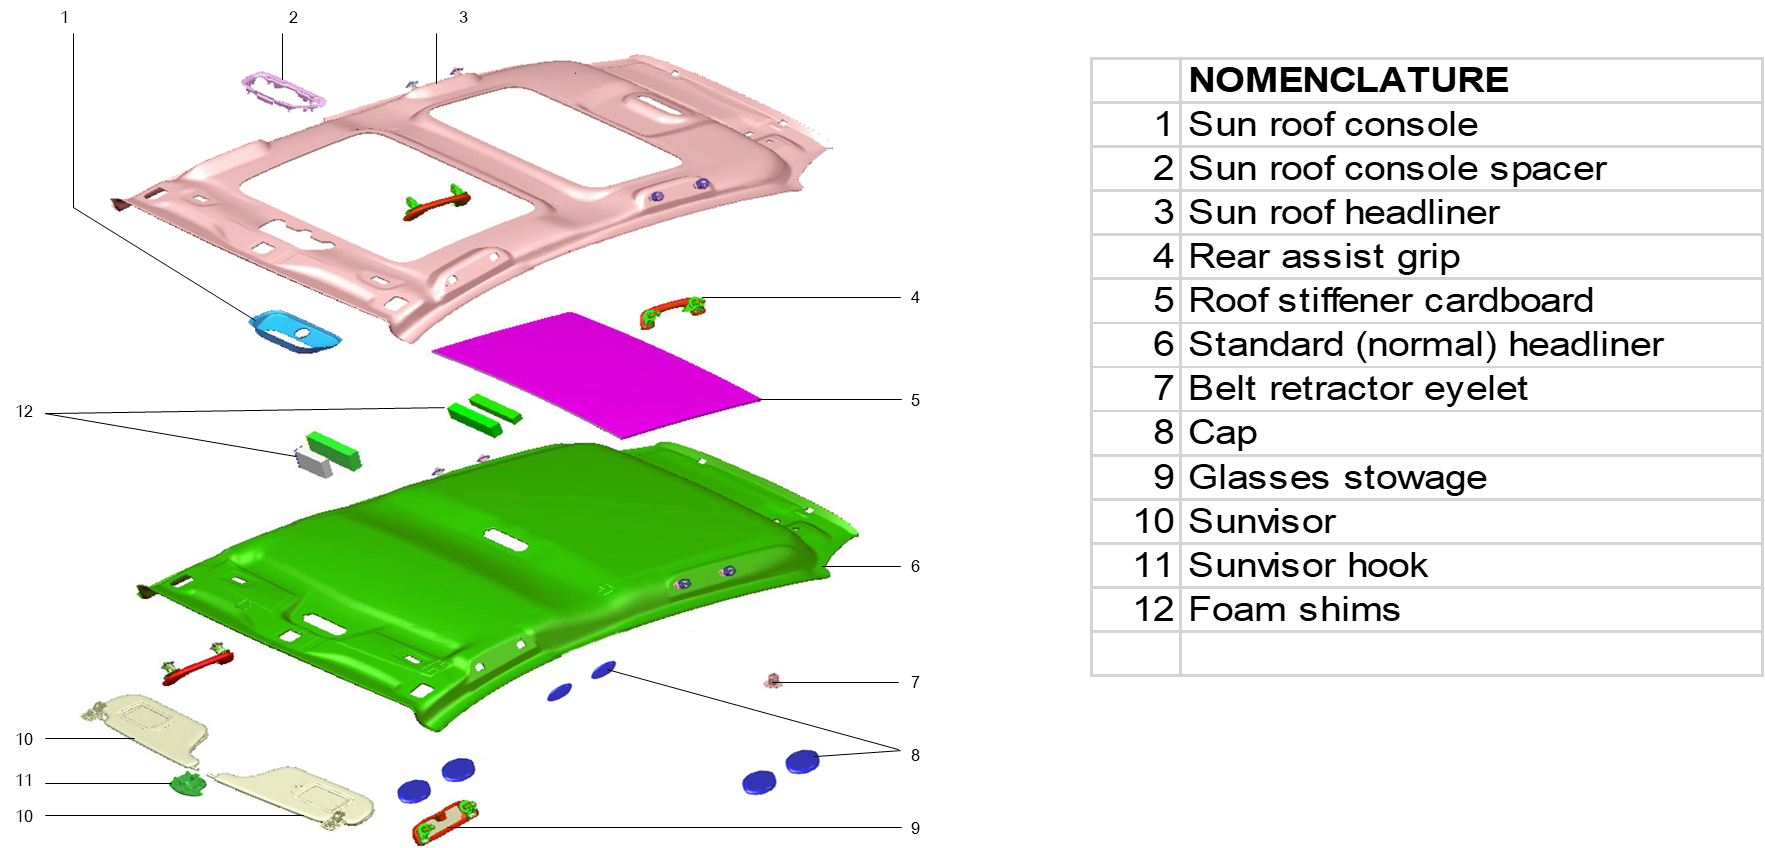 1 2 3
4
5
12
6
7
10
8
11
10
9
NOMENCLATURE
1 Sun roof console
2 Sun roof console spacer
3 Sun roof headliner
4 Rear assist grip
5 Roof stiffener cardboard
6 Standard (normal) headliner
7 Belt retractor eyelet
8 Cap
9 Glasses stowage
10 Sunvisor
11 Sunvisor hook
12 Foam shims